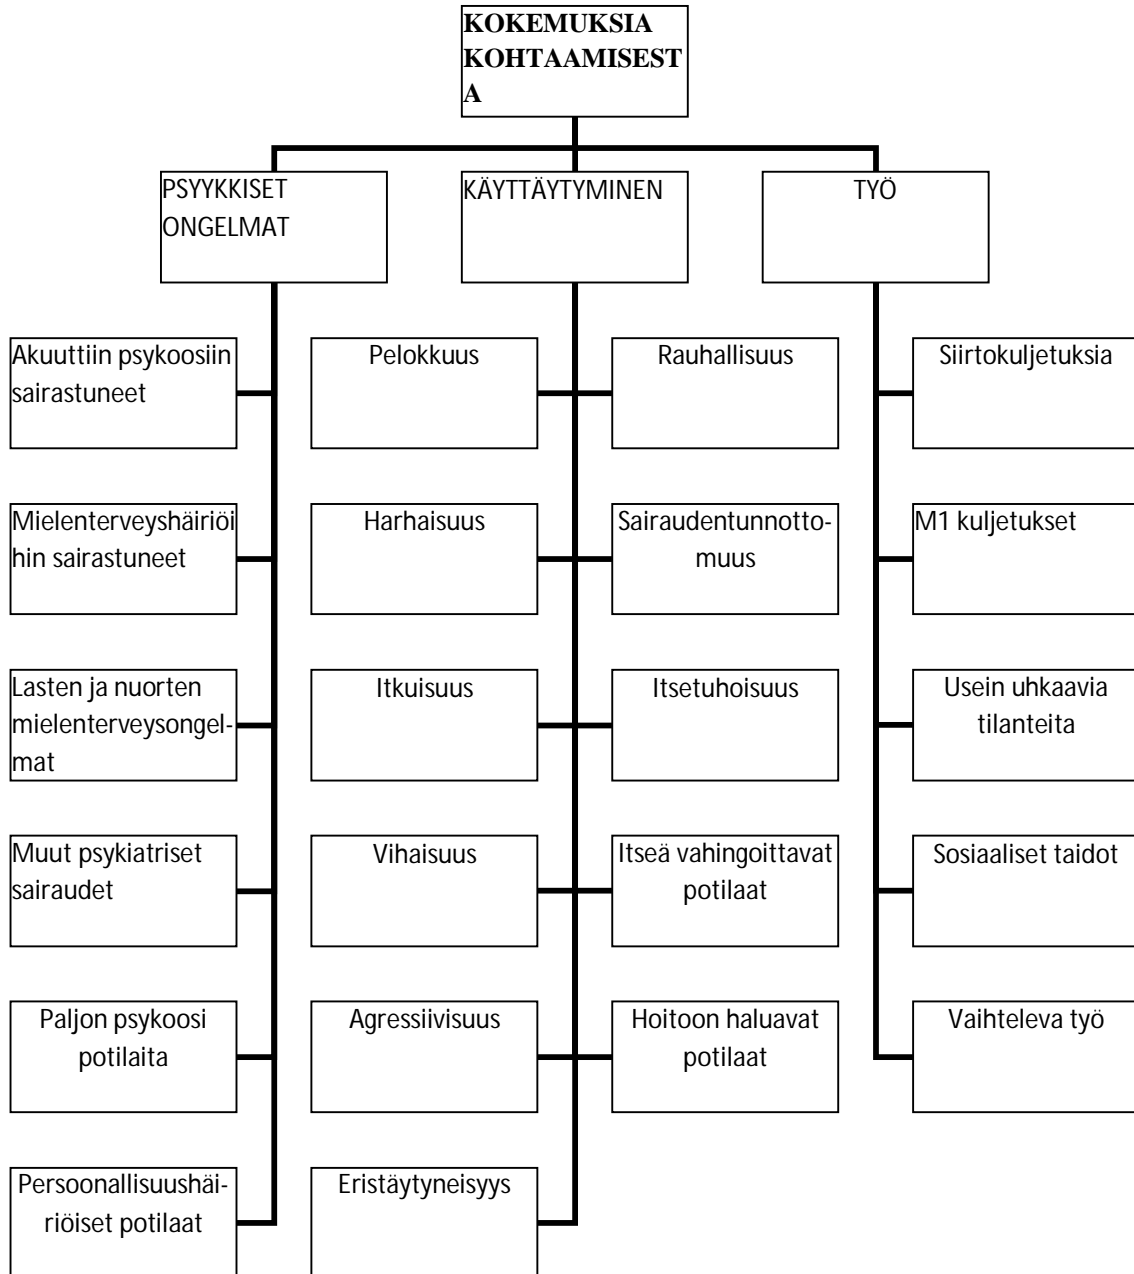 KOKEMUKSIA
KOHTAAMISEST
A
PSYYKKISET
ONGELMAT
KÄYTTÄYTYMINEN
TYÖ
Akuuttiin psykoosiin
sairastuneet
Pelokkuus
Rauhallisuus
Siirtokuljetuksia
Mielenterveyshäiriöi
hin sairastuneet
Harhaisuus
Sairaudentunnotto-
muus
M1 kuljetukset
Lasten ja nuorten
mielenterveysongel-
mat
Itkuisuus
Itsetuhoisuus
Usein uhkaavia
tilanteita
Muut psykiatriset
sairaudet
Vihaisuus
Itseä vahingoittavat
potilaat
Sosiaaliset taidot
Paljon psykoosi
potilaita
Agressiivisuus
Hoitoon haluavat
potilaat
Vaihteleva työ
Persoonallisuushäi-
riöiset potilaat
Eristäytyneisyys